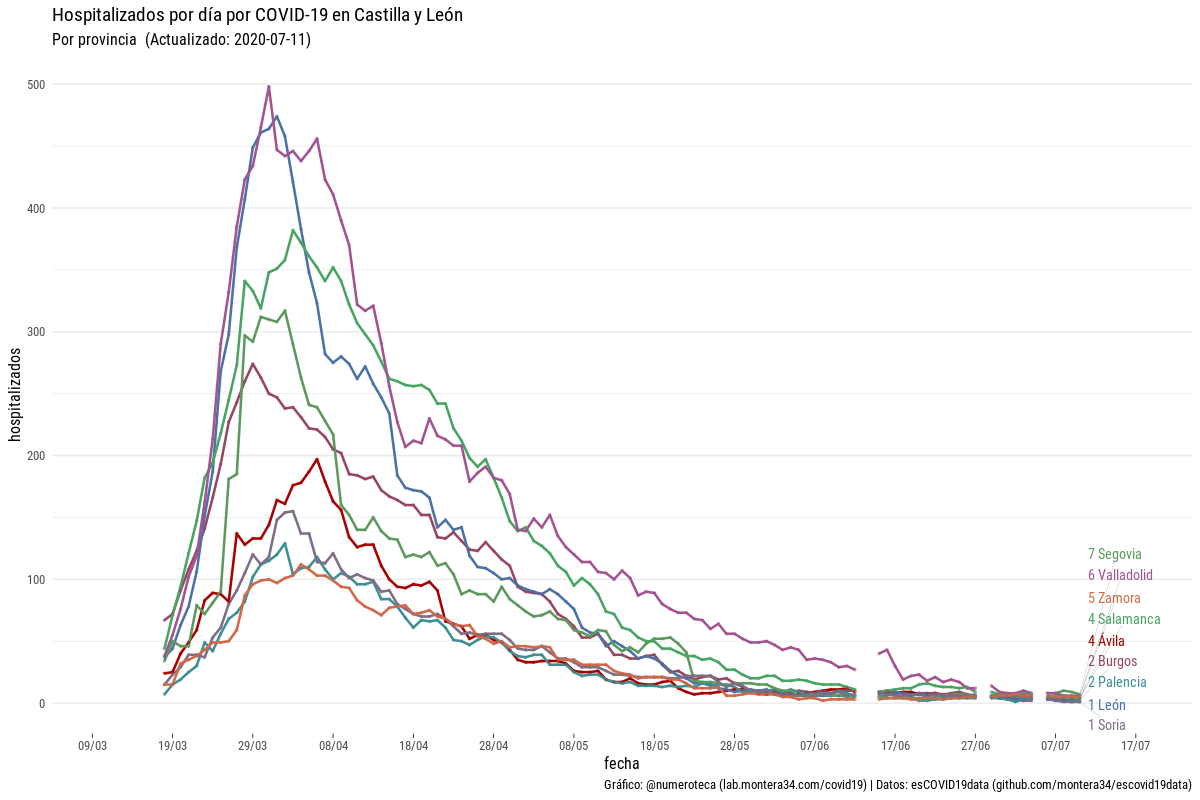 Hospitalizados por día por COVID-19 en Castilla y León
Por provincia  (Actualizado: 2020-07-11)
hospitalizados
500
400
300
200
100
0
7 Segovia
6 Valladolid
5 Zamora
4 Salamanca
4 Ávila
2 Burgos
2 Palencia
1 León
1 Soria
09/03 19/03 29/03 08/04 18/04 28/04 08/05 18/05 28/05 07/06 17/06 27/06 07/07 17/07
fecha
Gráfico: @numeroteca (lab.montera34.com/covid19) | Datos: esCOVID19data (github.com/montera34/escovid19data)